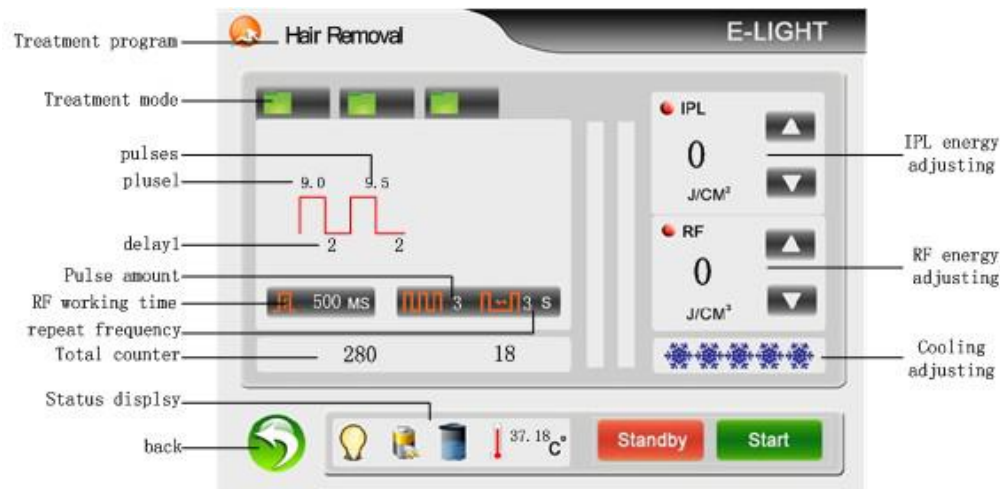 Treatment program
Hair Removal
E-LIGHT
Treatment mode
IPL
0
J/CM²
IPL energy
adjusting
pulses
plusel
9.0
9.5
delay1
2
2
RF
0
J/CM³
RF energy
adjusting
Pulse amount
RF working time
500 MS
3
3 S
repeat frequency
Total counter
280
18
Cooling
adjusting
Status displsy
back
37.18C°
Standby
Start